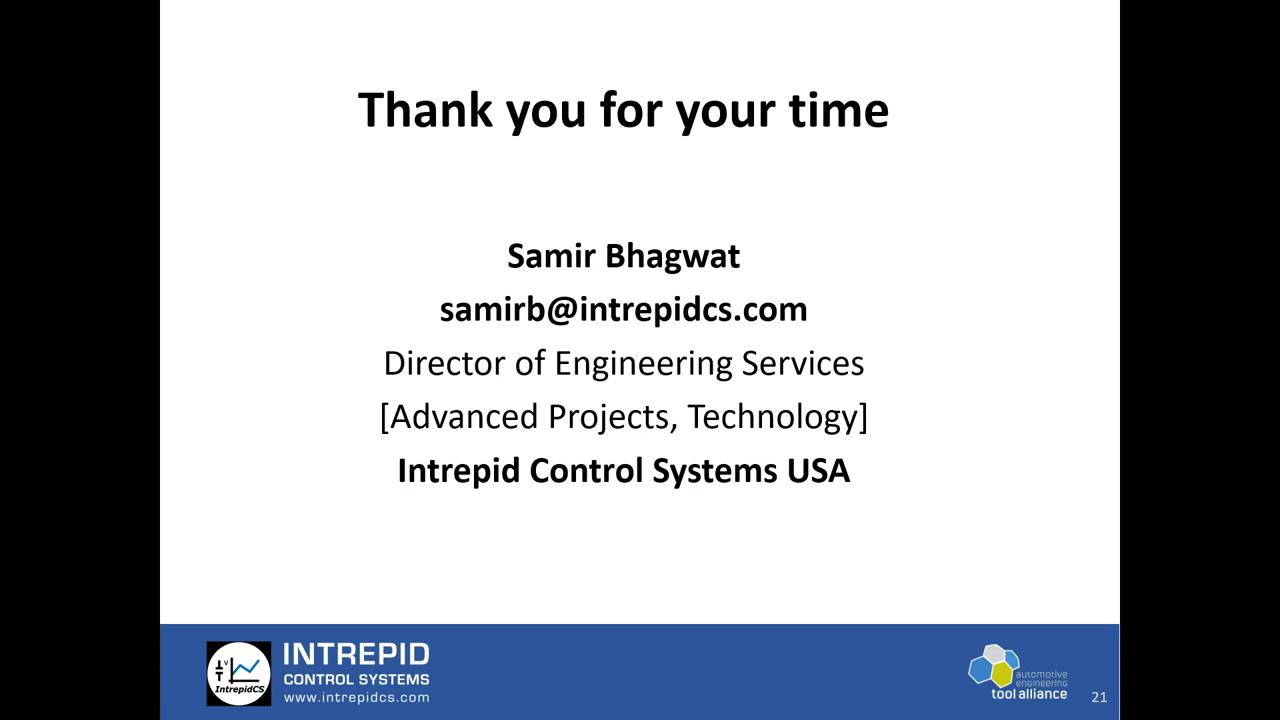 Thank you for your time
Samir Bhagwat
samirb@intrepidcs.com
Director of Engineering Services
[Advanced Projects, Technology]
Intrepid Control Systems USA
IntrepidCS
INTREPID
CONTROL SYSTEMS
www.intrepidcs.com
automotive
engineering
tool alliance
21